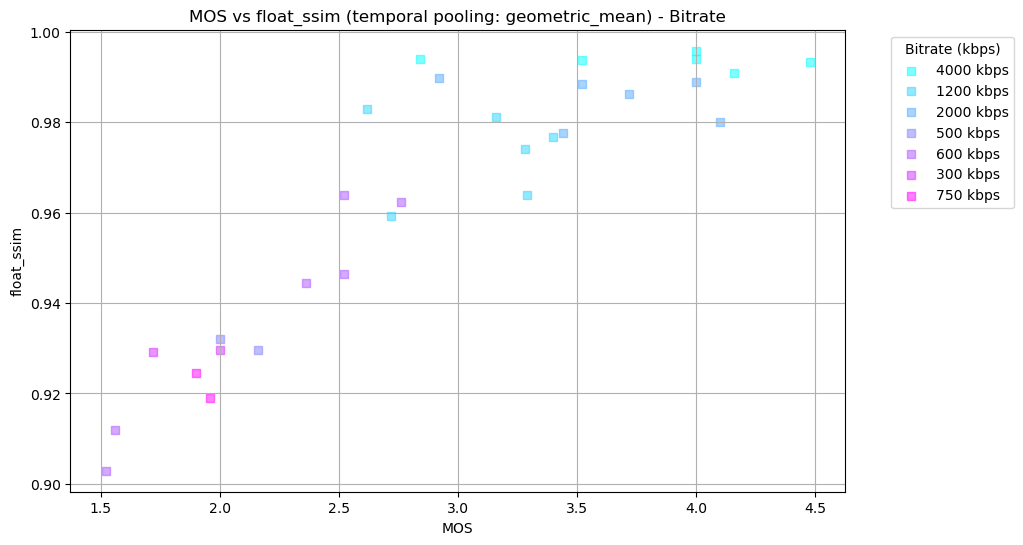 MOS vs float_ssim (temporal pooling: geometric_mean) - Bitrate
1.00
0.98
0.96
0.94
0.92
0.90
float_ssim
1.5
2.0
2.5
3.0
3.5
4.0
4.5
MOS
Bitrate (kbps)
4000 kbps
1200 kbps
2000 kbps
500 kbps
600 kbps
300 kbps
750 kbps